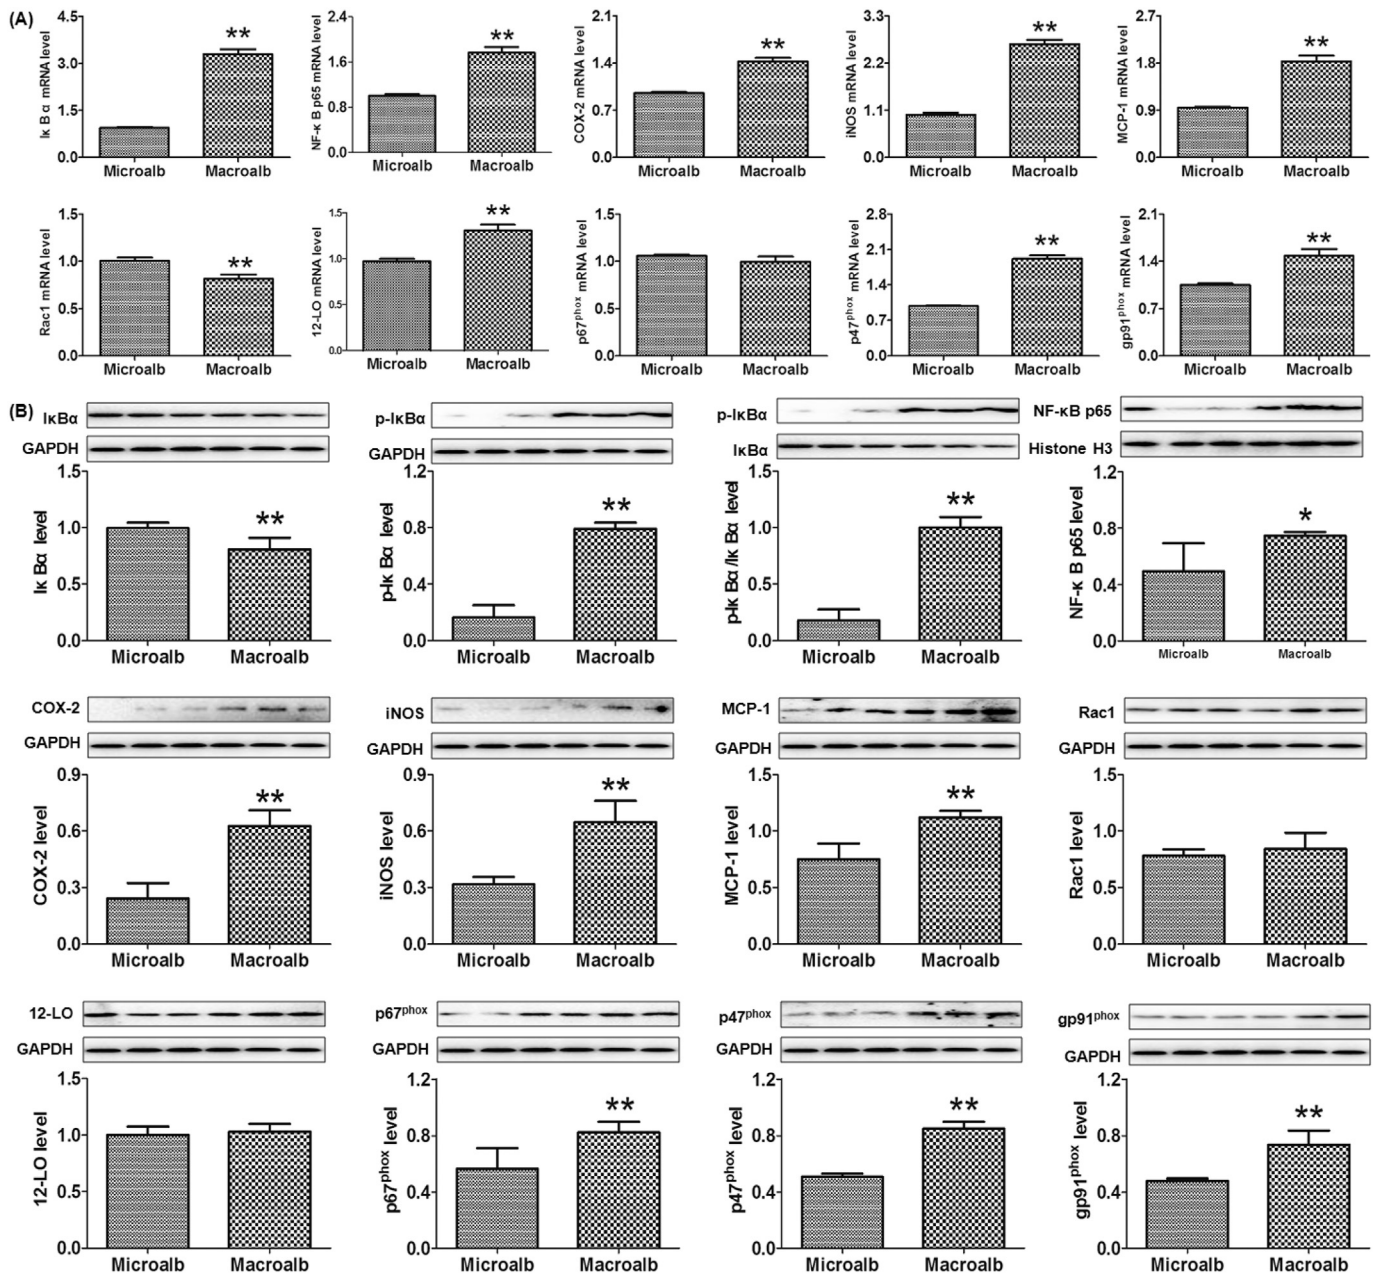 (A)
Iκ B α mRNA level
4.5
3.0
1.5
0.0
**
Microalb Macroalb
NF-κ B p65 mRNA level
2.4
1.6
0.8
0.0
**
Microalb Macroalb
COX-2 mRNA level
2.1
1.4
0.7
0.0
**
Microalb Macroalb
iNOS mRNA level
3.3
2.2
1.1
0.0
**
Microalb Macroalb
MCP-1 mRNA level
2.7
1.8
0.9
0.0
**
Microalb Macroalb
Rac1 mRNA level
1.5
1.0
0.5
0.0
**
Microalb Macroalb
12-LO mRNA level
1.5
1.0
0.5
0.0
**
Microalb Macroalb
p67phox mRNA level
1.5
1.0
0.5
0.0
Microalb Macroalb
p47phox mRNA level
2.8
2.1
1.4
0.7
0.0
**
Microalb Macroalb
gp91phox mRNA level
2.1
1.4
0.7
0.0
**
Microalb Macroalb
(B)
IκBα
GAPDH
Iκ Bα level
1.5
1.0
0.5
0.0
**
Microalb Macroalb
p-IκBα
GAPDH
p-Iκ Bα level
1.2
0.8
0.4
0.0
**
Microalb Macroalb
p-IκBα
IκBα
p-Iκ Bα/Iκ Bα level
1.5
1.0
0.5
0.0
**
Microalb Macroalb
NF-κB p65
Histone H3
NF-κ B p65 level
1.2
0.8
0.4
0.0
*
Microalb Macroalb
COX-2
GAPDH
COX-2 level
0.9
0.6
0.3
0.0
**
Microalb Macroalb
iNOS
GAPDH
iNOS level
0.9
0.6
0.3
0.0
**
Microalb Macroalb
MCP-1
GAPDH
MCP-1 level
1.5
1.0
0.5
0.0
**
Microalb Macroalb
Rac1
GAPDH
Rac1 level
1.5
1.0
0.5
0.0
Microalb Macroalb
12-LO
GAPDH
12-LO level
1.5
1.0
0.5
0.0
Microalb Macroalb
p67phox
GAPDH
p67phox level
1.2
0.8
0.4
0.0
**
Microalb Macroalb
p47phox
GAPDH
p47phox level
1.2
0.8
0.4
0.0
**
Microalb Macroalb
gp91phox
GAPDH
gp91phox level
1.2
0.8
0.4
0.0
**
Microalb Macroalb